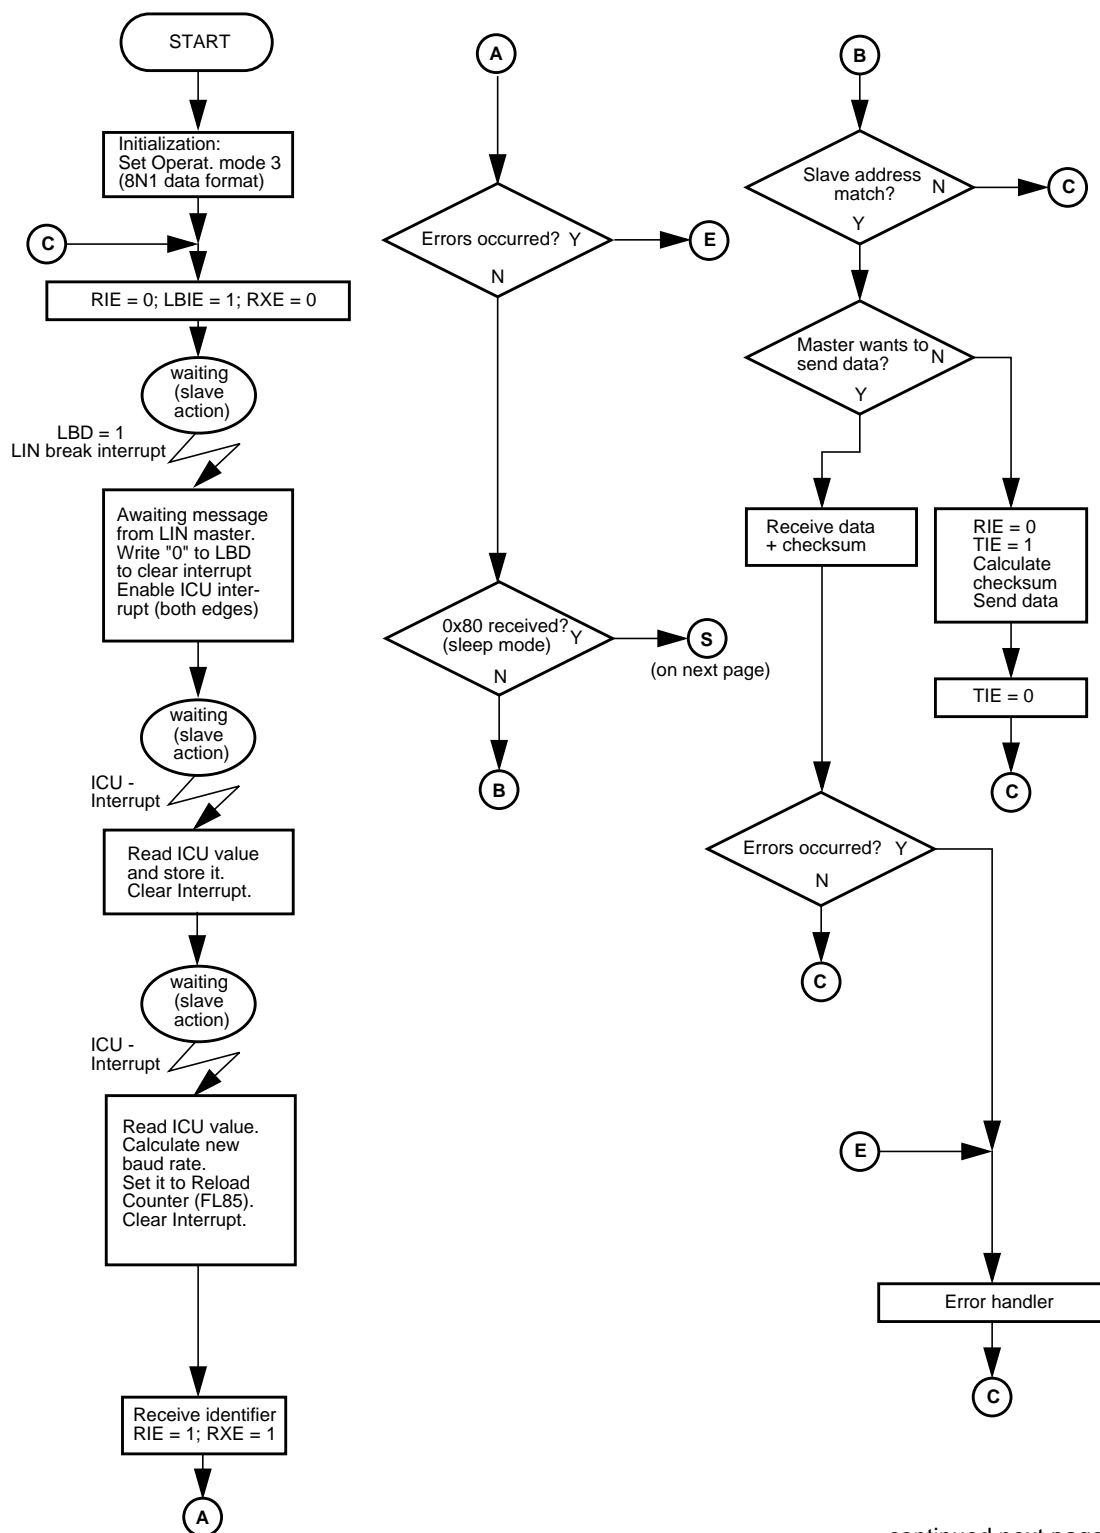 START
Initialization:
Set Operat. mode 3
(8N1 data format)
C
RIE = 0; LBIE = 1; RXE = 0
waiting
(slave
action)
LBD = 1
LIN break interrupt
Awaiting message
from LIN master.
Write "0" to LBD
to clear interrupt
Enable ICU inter-
rupt (both edges)
waiting
(slave
action)
ICU -
Interrupt
Read ICU value
and store it.
Clear Interrupt.
waiting
(slave
action)
ICU -
Interrupt
Read ICU value.
Calculate new
baud rate.
Set it to Reload
Counter (FL85).
Clear Interrupt.
Receive identifier
RIE = 1; RXE = 1
A
A
Errors occurred? Y
N
E
0x80 received?
(sleep mode)
Y
N
S
(on next page)
B
B
Slave address
match?
N
Y
C
Master wants to
send data?
N
Y
Receive data
+ checksum
RIE = 0
TIE = 1
Calculate
checksum
Send data
TIE = 0
C
Errors occurred? Y
N
C
E
Error handler
C